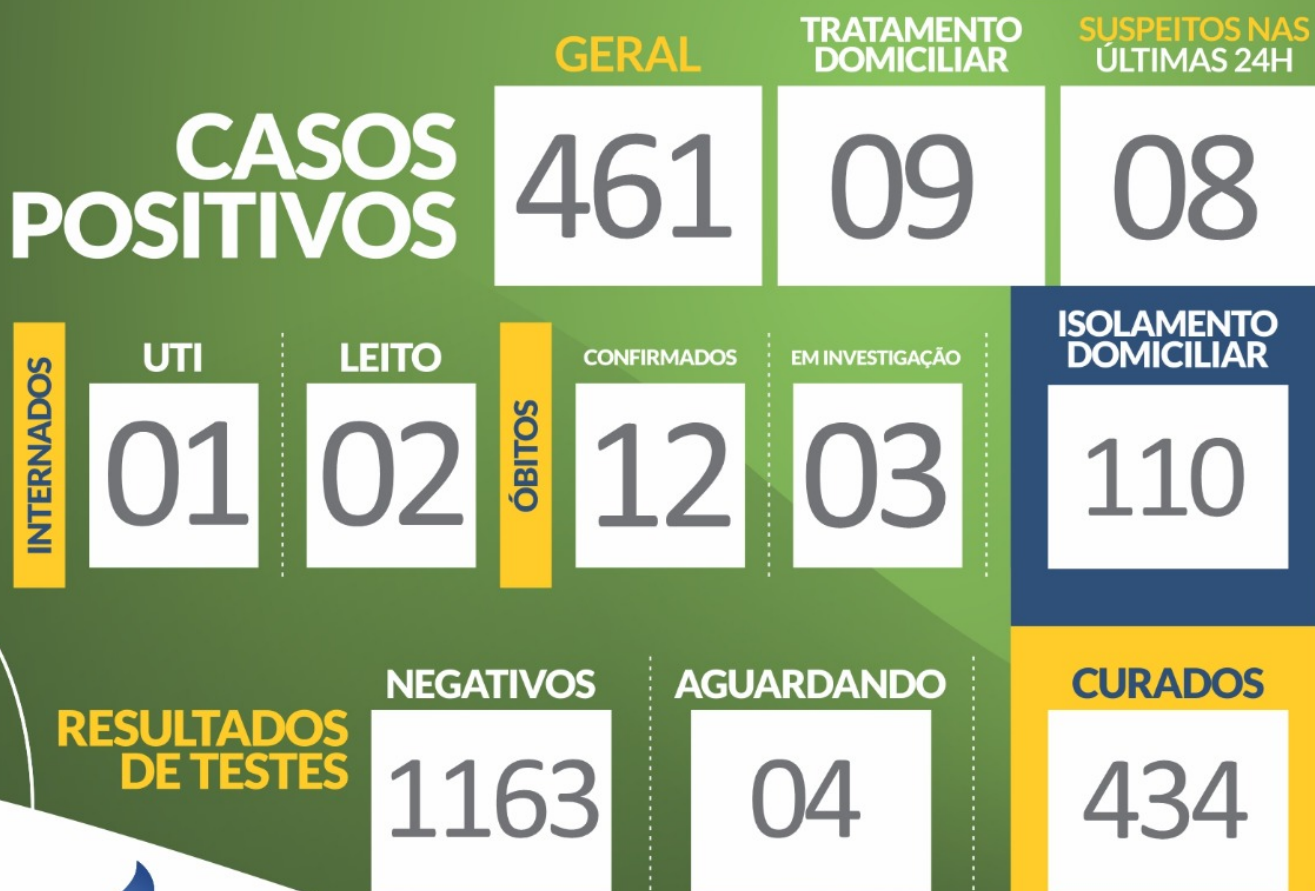 GERAL
TRATAMENTO
DOMICILIAR
SUSPEITOS NAS
ÚLTIMAS 24H
CASOS
POSITIVOS
461
09
08
INTERNADOS
UTI
01
LEITO
02
ÓBITOS
CONFIRMADOS
12
EM INVESTIGAÇÃO
03
ISOLAMENTO
DOMICILIAR
110
RESULTADOS
DE TESTES
NEGATIVOS
1163
AGUARDANDO
04
CURADOS
434